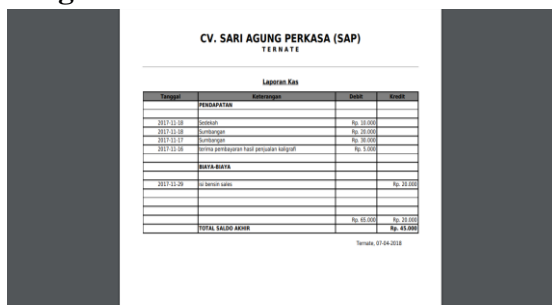 CV. SARI AGUNG PERKASA (SAP)
TERNATE
Laporan Kas
Tanggal Keterangan Debit Kredit
PENDAPATAN
2017-11-18 Sedekah Rp. 10.000
2017-11-18 Sumbangan Rp. 20.000
2017-11-17 Sumbangan Rp. 30.000
2017-11-16 terima pembayaran hasil penjualan kaligrafi Rp. 5.000
BIAYA-BIAYA
2017-11-29 isi bensin sales Rp. 20.000
Rp. 65.000 Rp. 20.000
TOTAL SALDO AKHIR Rp. 45.000
Ternate, 07-04-2018